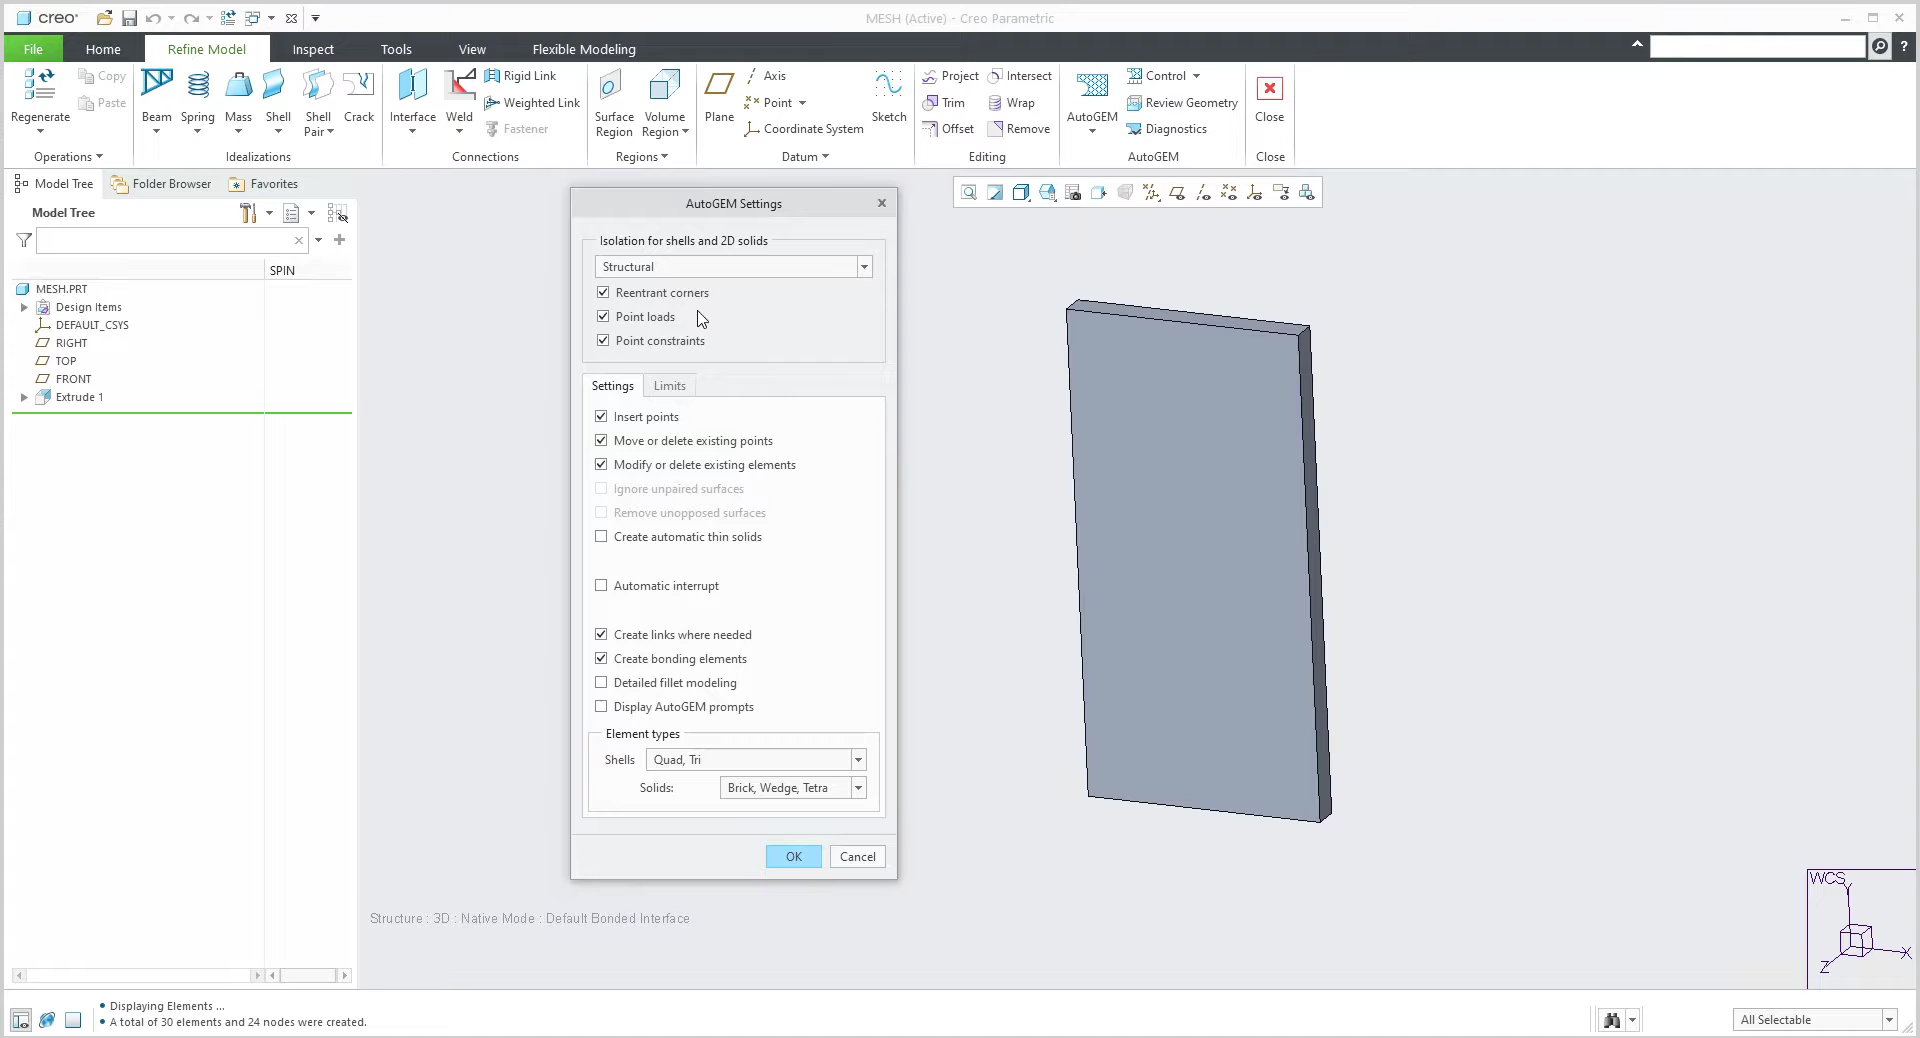 creo
MESH (Active) - Creo Parametric
File
Home
Refine Model
Inspect
Tools
View
Flexible Modeling
?
Regenerate
Copy
Paste
Operations
Beam
Spring
Mass
Shell
Shell Pair
Crack
Idealizations
Interface
Weld
Rigid Link
Weighted Link
Fastener
Connections
Surface Region
Volume Region
Regions
Plane
Axis
Point
Coordinate System
Sketch
Datum
Project
Intersect
Trim
Wrap
Offset
Remove
Editing
AutoGEM
Control
Review Geometry
Diagnostics
AutoGEM
Close
Close
Model Tree
Folder Browser
Favorites
Model Tree
SPIN
MESH.PRT
Design Items
DEFAULT_CSYS
RIGHT
TOP
FRONT
Extrude 1
AutoGEM Settings
Isolation for shells and 2D solids
Structural
Reentrant corners
Point loads
Point constraints
Settings
Limits
Insert points
Move or delete existing points
Modify or delete existing elements
Ignore unpaired surfaces
Remove unopposed surfaces
Create automatic thin solids
Automatic interrupt
Create links where needed
Create bonding elements
Detailed fillet modeling
Display AutoGEM prompts
Element types
Shells
Quad, Tri
Solids:
Brick, Wedge, Tetra
OK
Cancel
Structure : 3D : Native Mode : Default Bonded Interface
WCS
Y
X
Z
• Displaying Elements ...
• A total of 30 elements and 24 nodes were created.
All Selectable